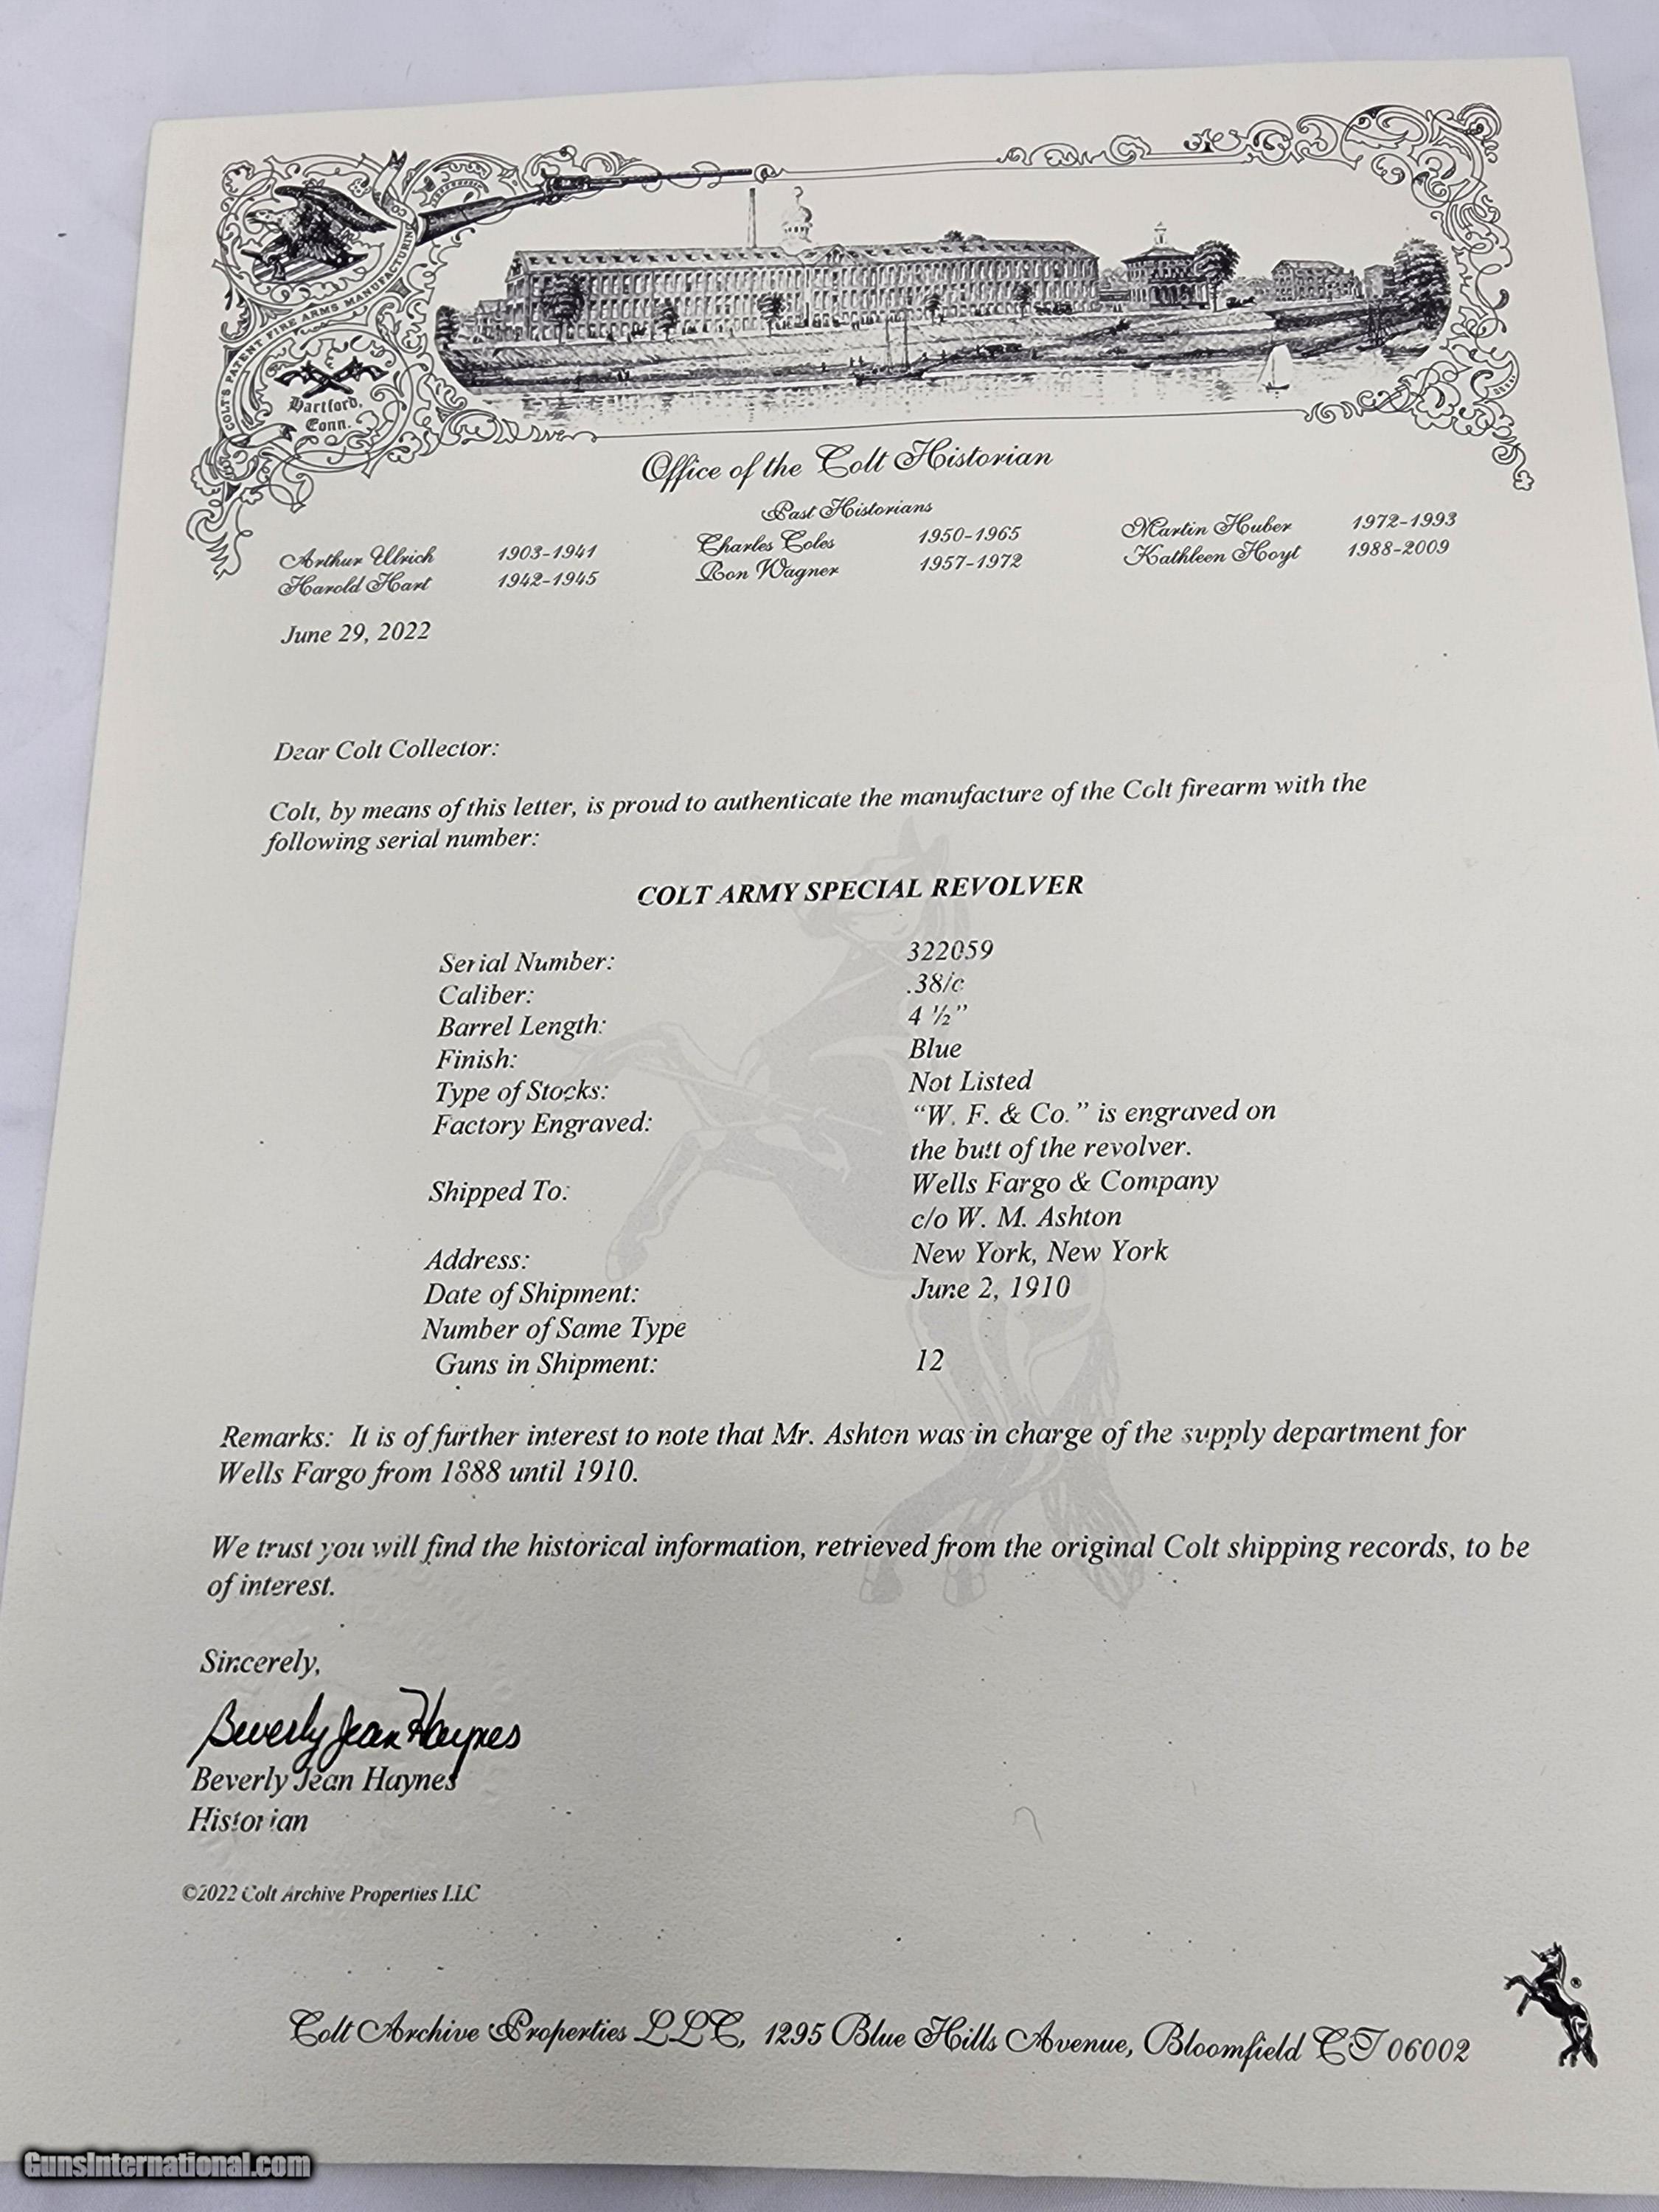 COLT'S PATENT FIRE ARMS MANUFACTURING CO.
Hartford,
Conn.
Office of the Colt Historian
Past Historians
Arthur Ulrich 1903-1941 Charles Coles 1950-1965 Martin Huber 1972-1993
Harold Hart 1942-1945 Ron Wagner 1957-1972 Kathleen Hoyt 1988-2009
June 29, 2022
Dear Colt Collector:
Colt, by means of this letter, is proud to authenticate the manufacture of the Colt firearm with the
following serial number:
COLT ARMY SPECIAL REVOLVER
Serial Number: 322059
Caliber: .38/c
Barrel Length: 4 ½”
Finish: Blue
Type of Stocks: Not Listed
Factory Engraved: “W. F. & Co.” is engraved on
the butt of the revolver.
Shipped To: Wells Fargo & Company
c/o W. M. Ashton
Address: New York, New York
Date of Shipment: June 2, 1910
Number of Same Type
Guns in Shipment: 12
Remarks: It is of further interest to note that Mr. Ashton was in charge of the supply department for
Wells Fargo from 1888 until 1910.
We trust you will find the historical information, retrieved from the original Colt shipping records, to be
of interest.
Sincerely,
Beverly Jean Haynes
Beverly Jean Haynes
Historian
©2022 Colt Archive Properties LLC
®
Colt Archive Properties LLC, 1295 Blue Hills Avenue, Bloomfield CT 06002
GunsInternational.com